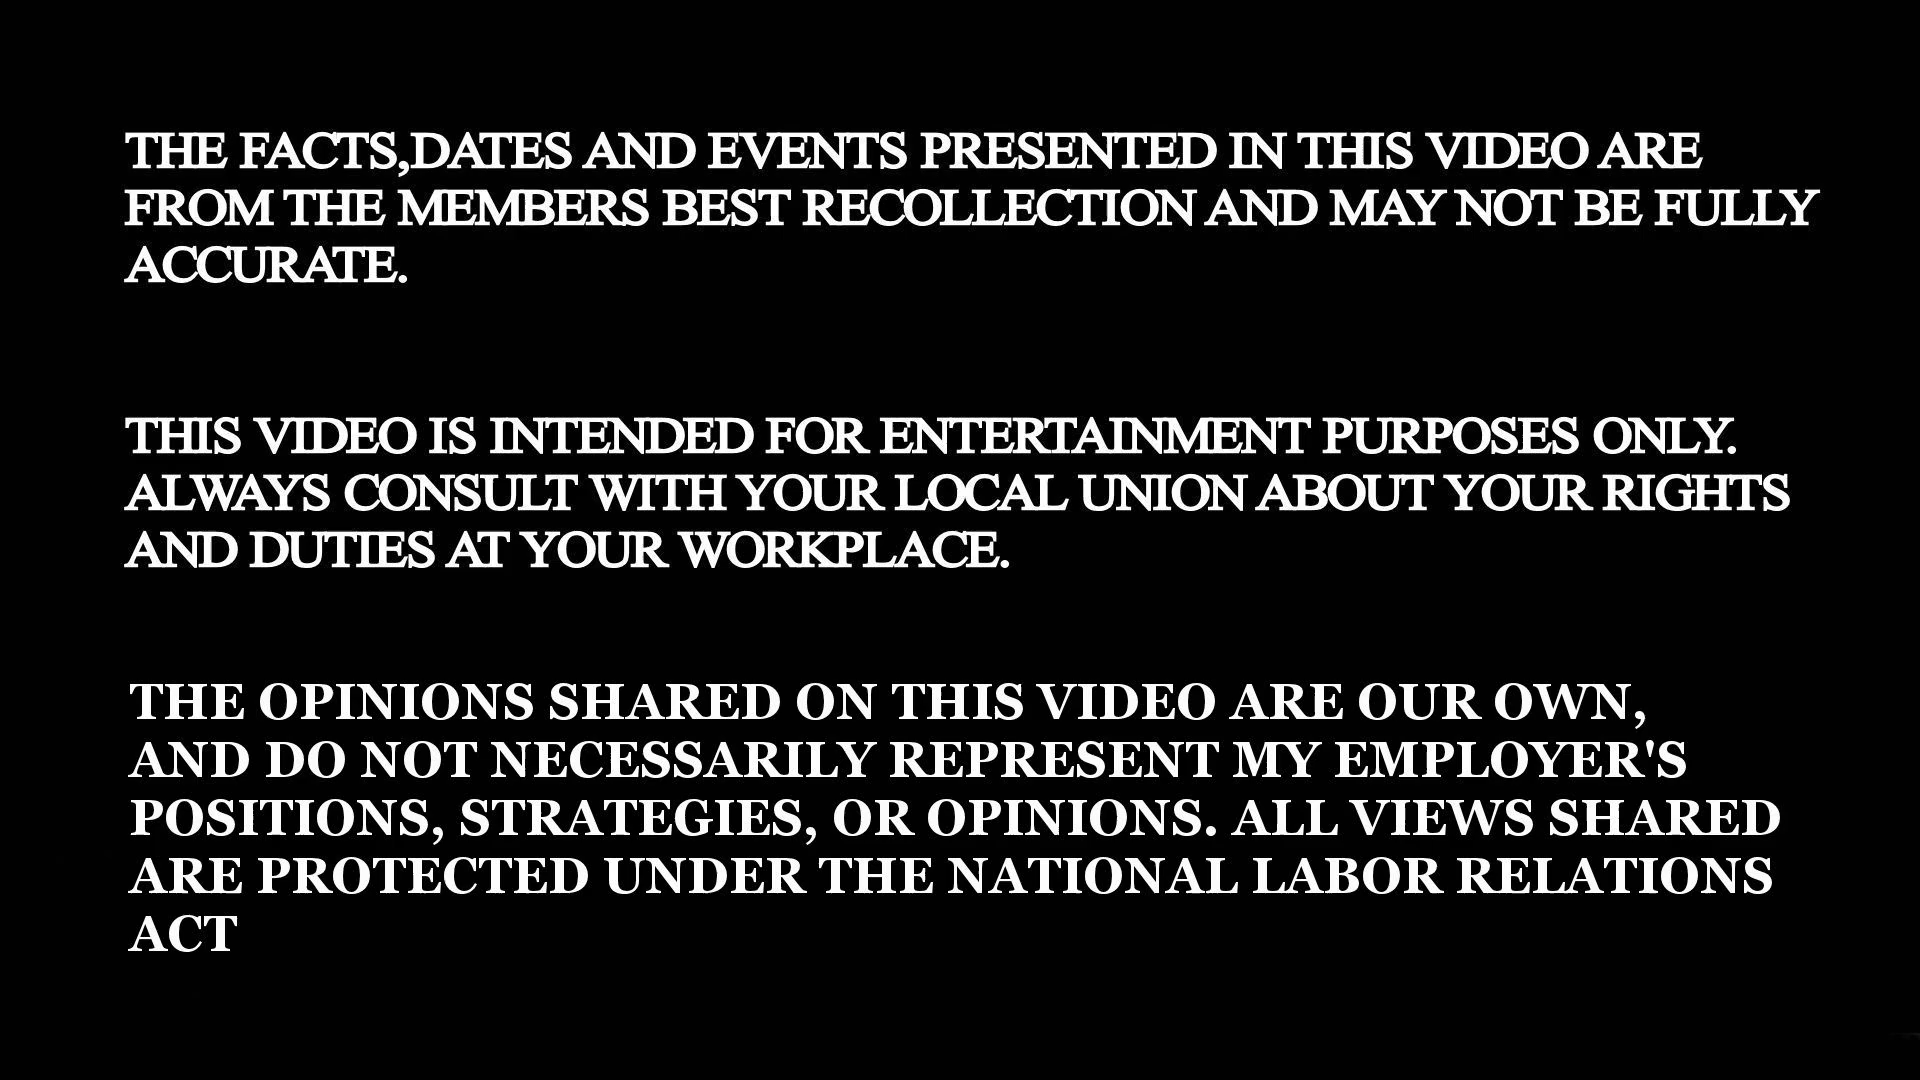 THE FACTS,DATES AND EVENTS PRESENTED IN THIS VIDEO ARE
FROM THE MEMBERS BEST RECOLLECTION AND MAY NOT BE FULLY
ACCURATE.
THIS VIDEO IS INTENDED FOR ENTERTAINMENT PURPOSES ONLY.
ALWAYS CONSULT WITH YOUR LOCAL UNION ABOUT YOUR RIGHTS
AND DUTIES AT YOUR WORKPLACE.
THE OPINIONS SHARED ON THIS VIDEO ARE OUR OWN,
AND DO NOT NECESSARILY REPRESENT MY EMPLOYER'S
POSITIONS, STRATEGIES, OR OPINIONS. ALL VIEWS SHARED
ARE PROTECTED UNDER THE NATIONAL LABOR RELATIONS
ACT